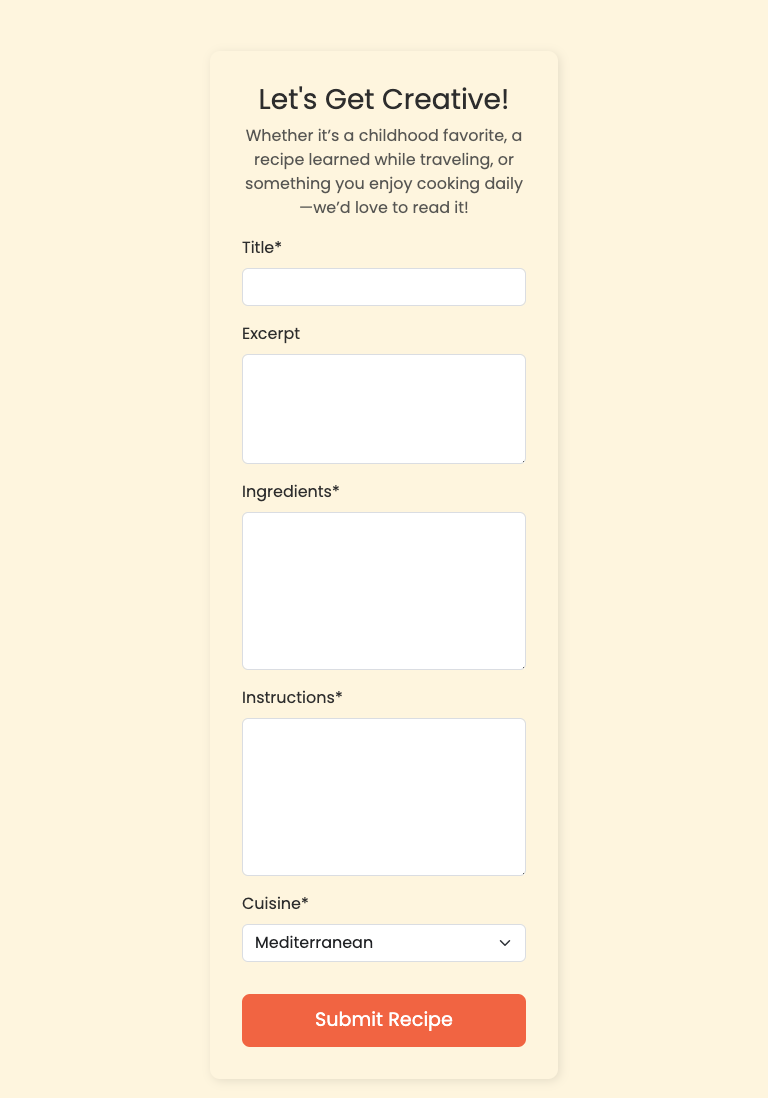 Let's Get Creative!
Whether it’s a childhood favorite, a
recipe learned while traveling, or
something you enjoy cooking daily
—we’d love to read it!
Title*
Excerpt
Ingredients*
Instructions*
Cuisine*
Mediterranean
Submit Recipe